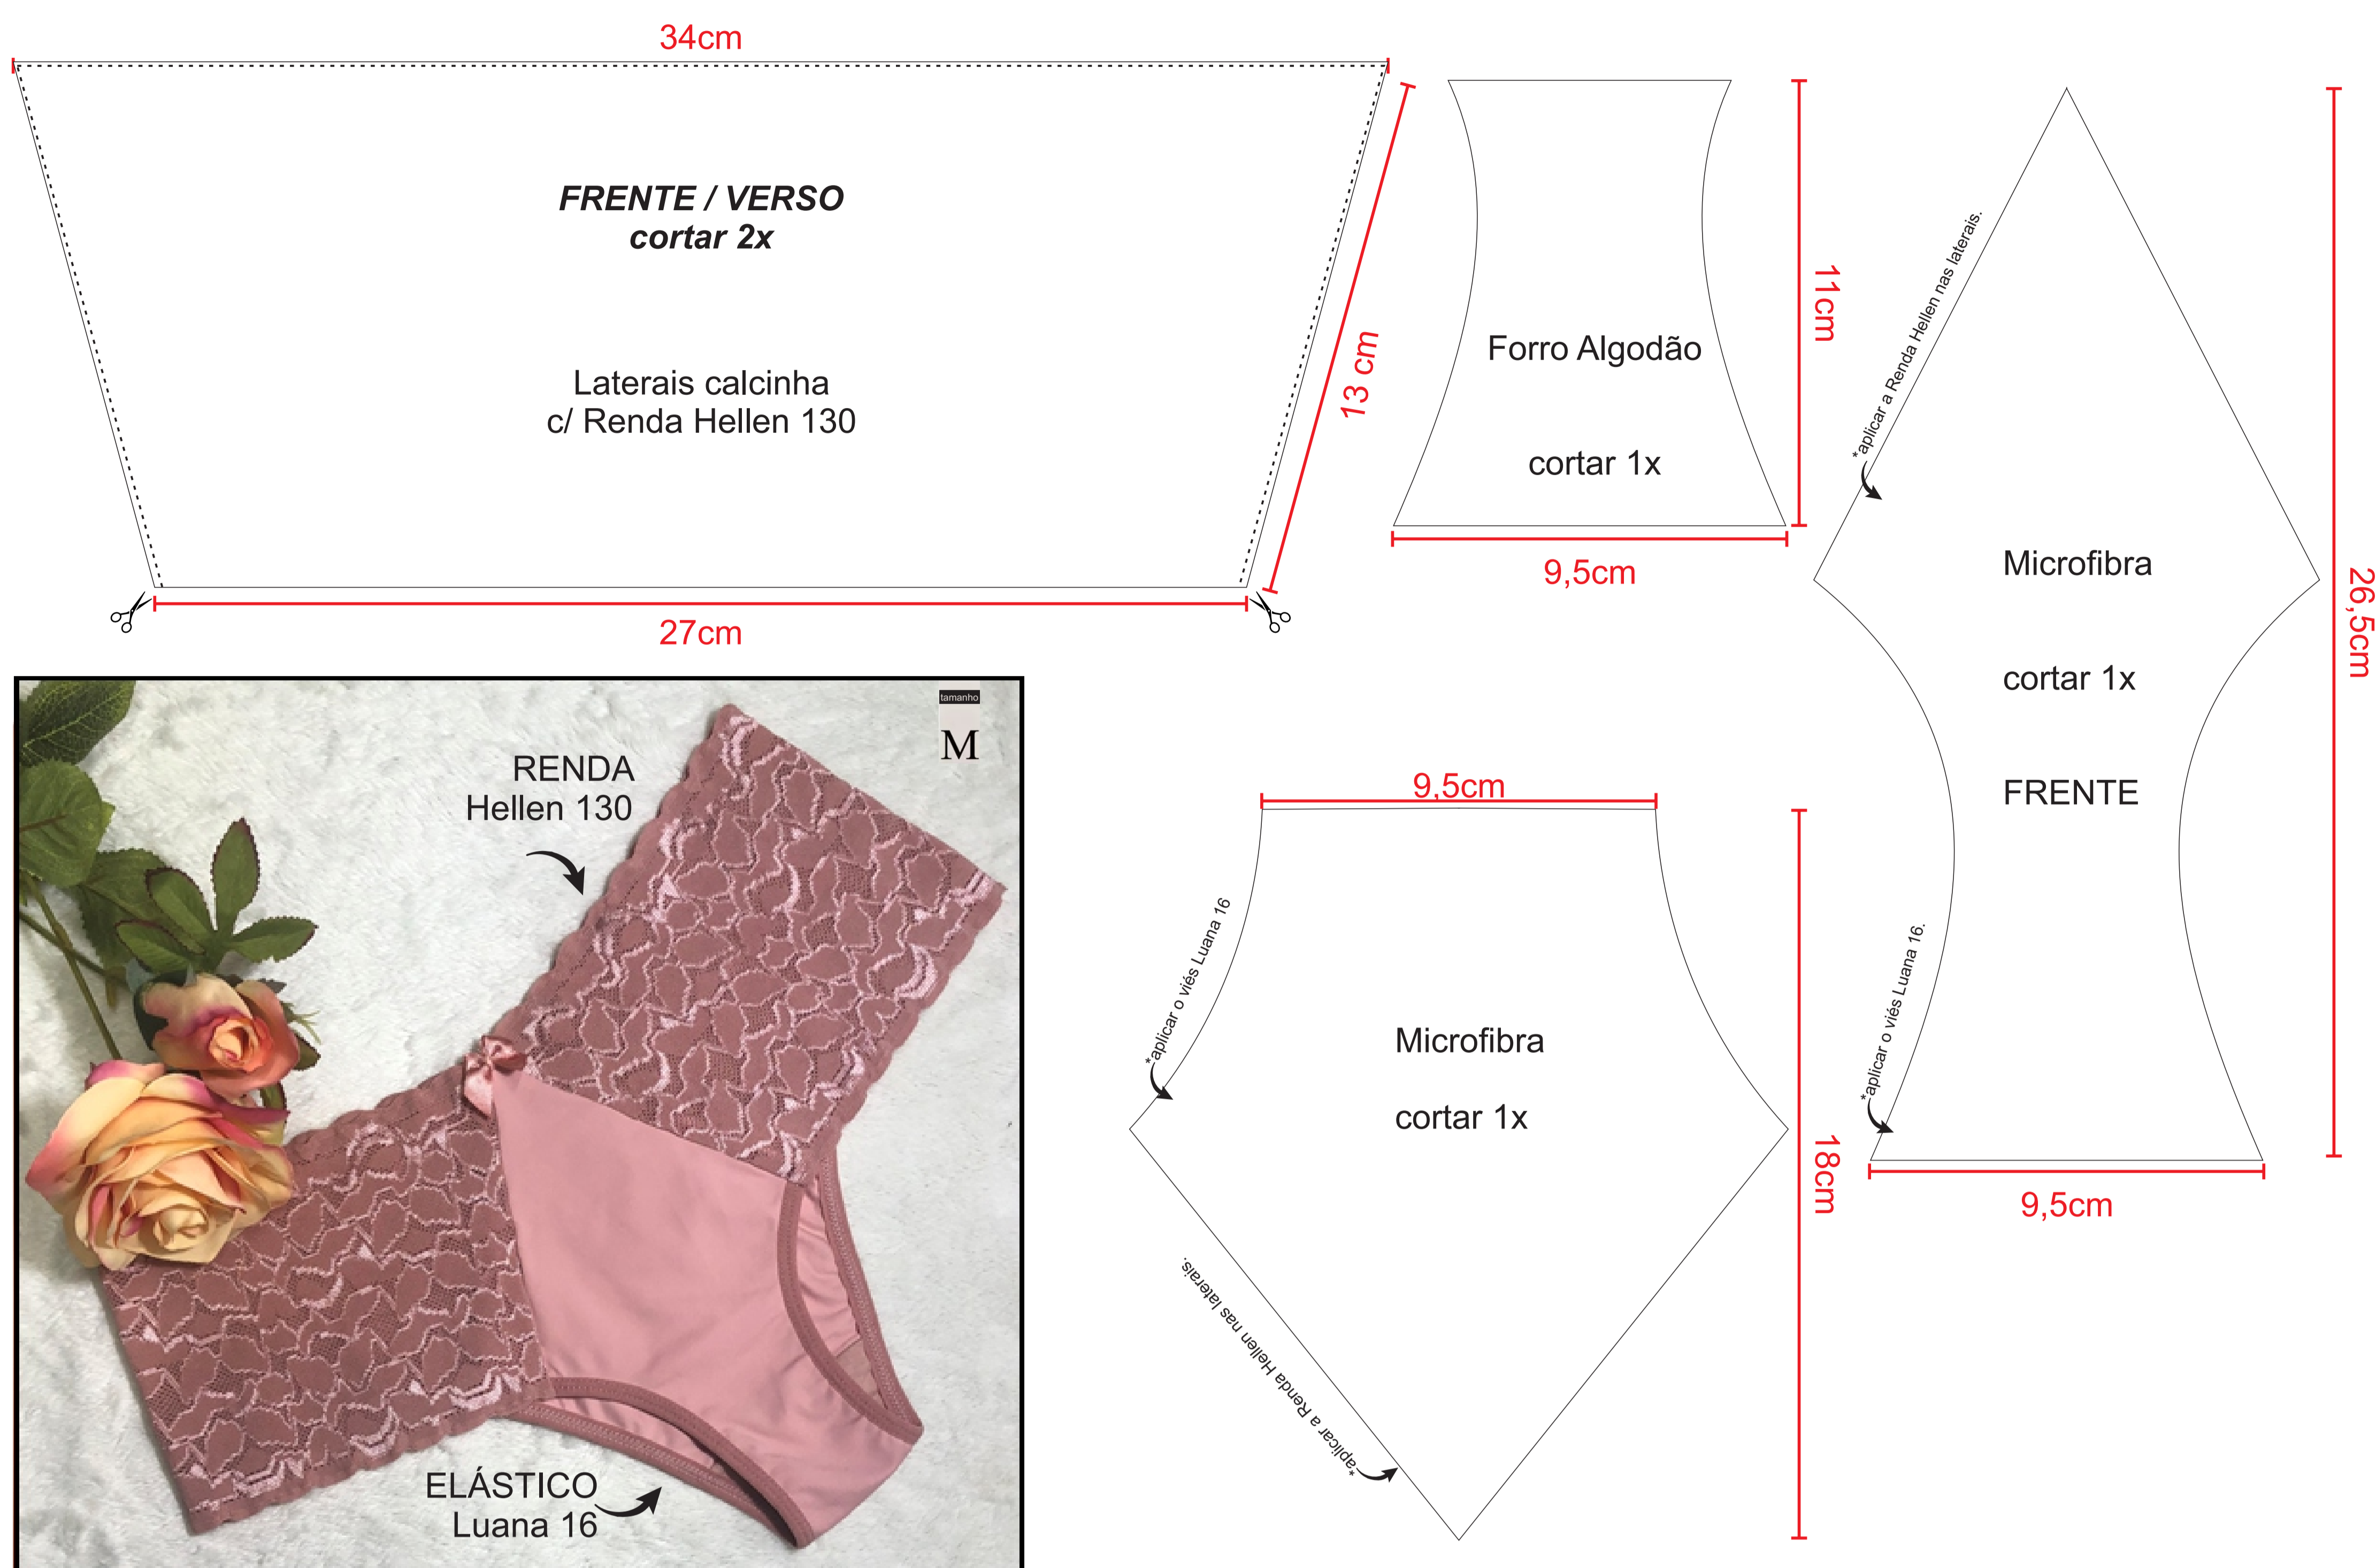 34cm
FRENTE / VERSO
cortar 2x
Laterais calcinha
c/ Renda Hellen 130
13 cm
27cm
Forro Algodão
cortar 1x
11cm
9,5cm
*aplicar a Renda Hellen nas laterais.
Microfibra
cortar 1x
FRENTE
26,5cm
*aplicar o viés Luana 16.
9,5cm
tamanho
M
RENDA
Hellen 130
ELÁSTICO
Luana 16
9,5cm
*aplicar o viés Luana 16
Microfibra
cortar 1x
18cm
*aplicar a Renda Hellen nas laterais.